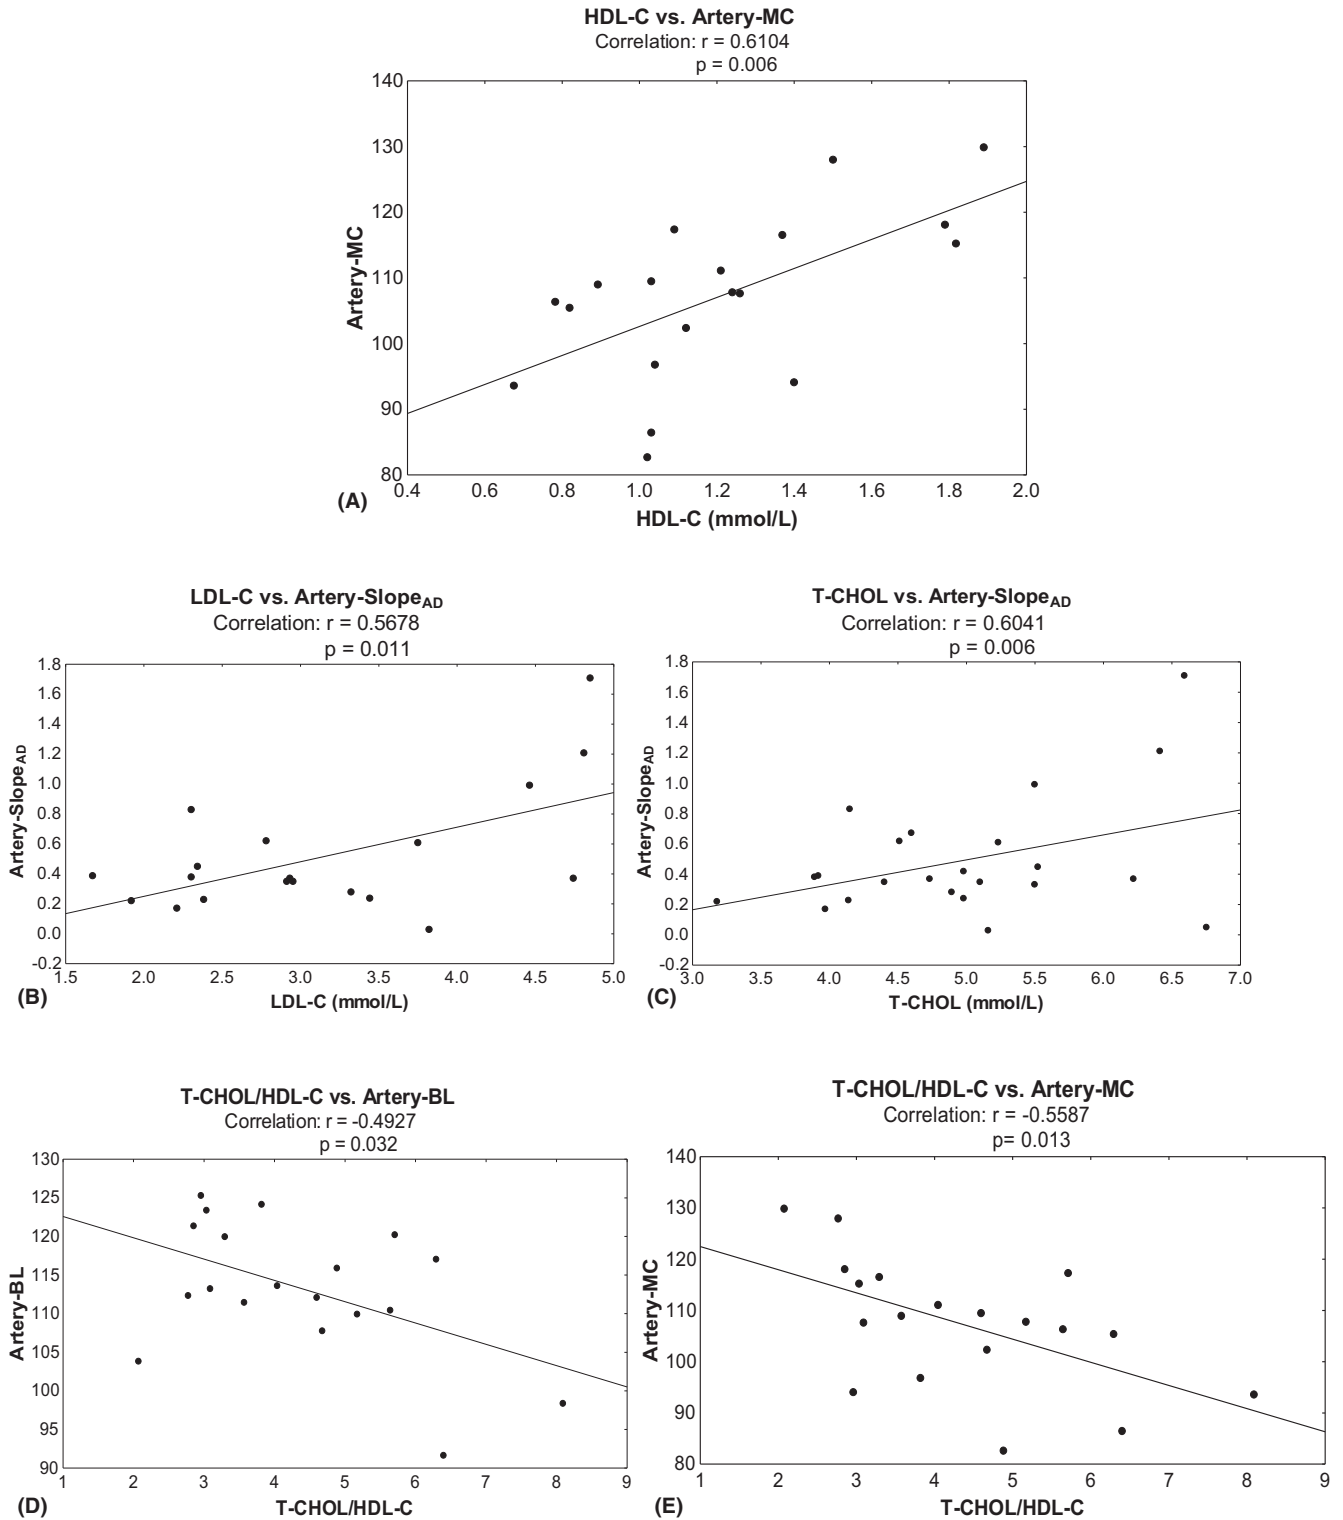 HDL-C vs. Artery-MC
Correlation: r = 0.6104
p = 0.006
140
130
120
110
100
90
80
Artery-MC
0.4 0.6 0.8 1.0 1.2 1.4 1.6 1.8 2.0
(A)
HDL-C (mmol/L)
LDL-C vs. Artery-SlopeAD
Correlation: r = 0.5678
p = 0.011
1.8
1.6
1.4
1.2
1.0
0.8
0.6
0.4
0.2
0.0
-0.2
Artery-SlopeAD
1.5 2.0 2.5 3.0 3.5 4.0 4.5 5.0
(B)
LDL-C (mmol/L)
T-CHOL vs. Artery-SlopeAD
Correlation: r = 0.6041
p = 0.006
1.8
1.6
1.4
1.2
1.0
0.8
0.6
0.4
0.2
0.0
-0.2
Artery-SlopeAD
3.0 3.5 4.0 4.5 5.0 5.5 6.0 6.5 7.0
(C)
T-CHOL (mmol/L)
T-CHOL/HDL-C vs. Artery-BL
Correlation: r = -0.4927
p = 0.032
130
125
120
115
110
105
100
95
90
Artery-BL
1 2 3 4 5 6 7 8 9
(D)
T-CHOL/HDL-C
T-CHOL/HDL-C vs. Artery-MC
Correlation: r = -0.5587
p= 0.013
140
130
120
110
100
90
80
Artery-MC
1 2 3 4 5 6 7 8 9
(E)
T-CHOL/HDL-C